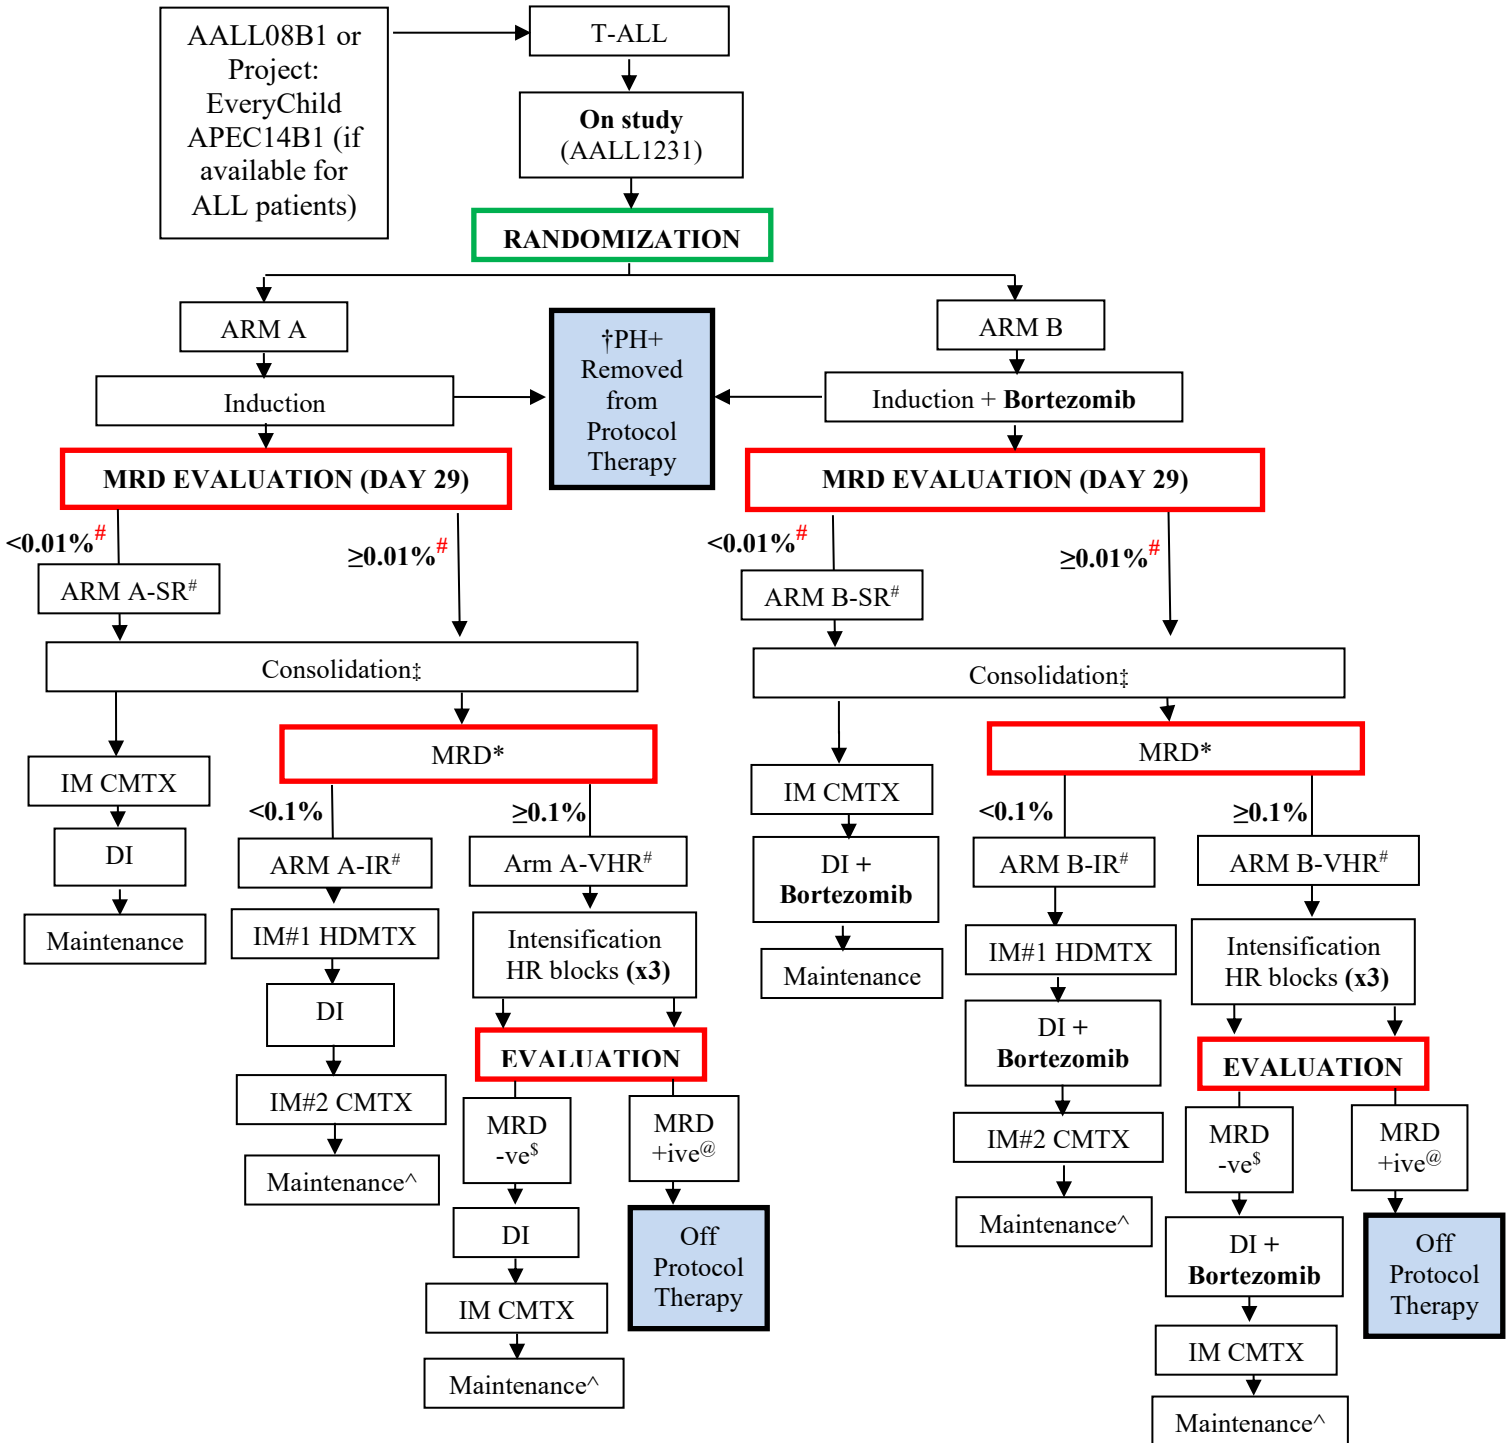 AALL08B1 or
Project:
EveryChild
APEC14B1 (if
available for
ALL patients)
T-ALL
On study
(AALL1231)
RANDOMIZATION
ARM A
†PH+
Removed
from
Protocol
Therapy
ARM B
Induction
Induction + Bortezomib
MRD EVALUATION (DAY 29)
MRD EVALUATION (DAY 29)
<0.01%#
≥0.01%#
<0.01%#
≥0.01%#
ARM A-SR#
ARM B-SR#
Consolidation‡
Consolidation‡
MRD*
MRD*
IM CMTX
<0.1%
≥0.1%
IM CMTX
<0.1%
≥0.1%
DI
ARM A-IR#
Arm A-VHR#
DI +
Bortezomib
ARM B-IR#
ARM B-VHR#
Maintenance
IM#1 HDMTX
Intensification
HR blocks (x3)
Maintenance
IM#1 HDMTX
Intensification
HR blocks (x3)
DI
EVALUATION
DI +
Bortezomib
EVALUATION
IM#2 CMTX
MRD
-ve$
MRD
+ive@
IM#2 CMTX
MRD
-ve$
MRD
+ive@
Maintenance^
DI
Off
Protocol
Therapy
Maintenance^
DI +
Bortezomib
Off
Protocol
Therapy
IM CMTX
IM CMTX
Maintenance^
Maintenance^